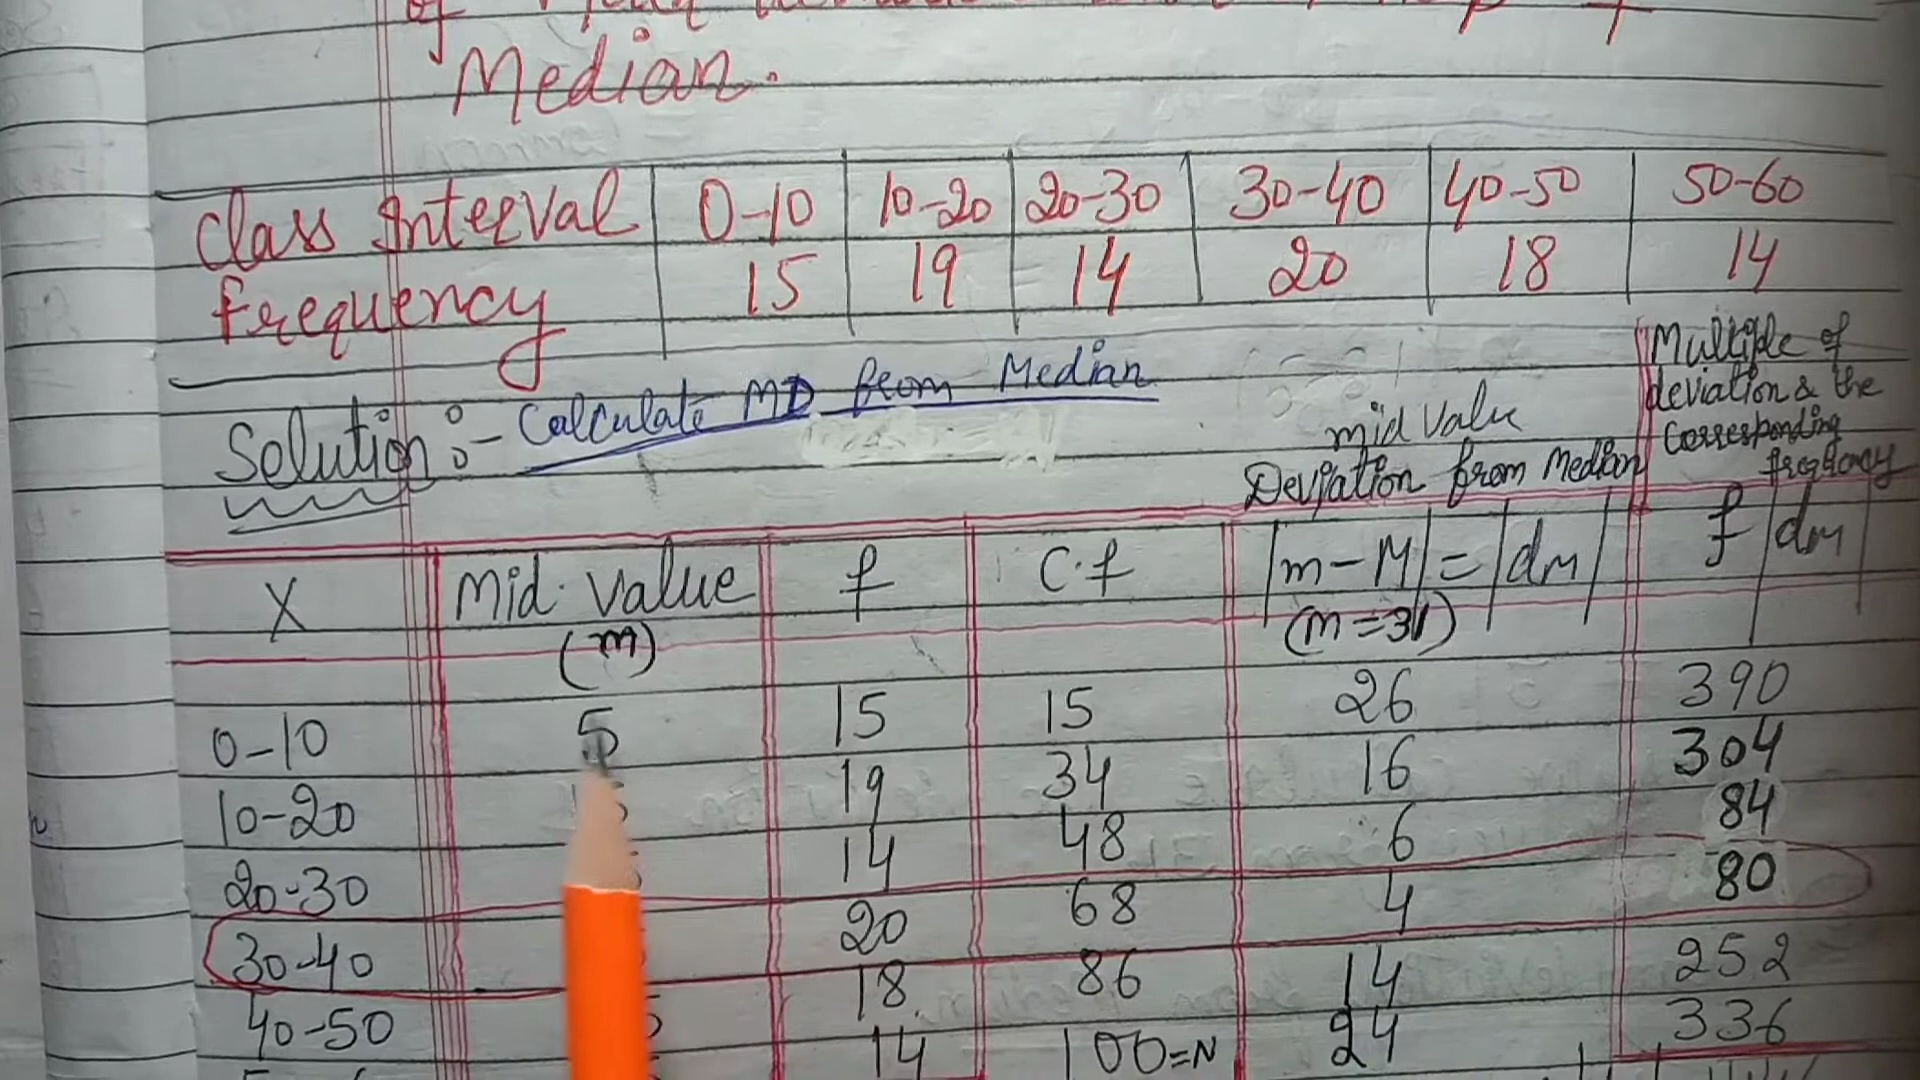 of
Median.
Class Interval 0-10 10-20 20-30 30-40 40-50 50-60
frequency 15 19 14 20 18 14
Solution :- Calculate MD from Median
mid Value
Deviation from Median
Multiple of
deviation & the
Corresponding
freqency
X Mid. Value f C.f |m-M|=|dm| f |dm|
(m) (m=31)
0-10 5 15 15 26 390
10-20 19 34 16 304
20-30 14 48 6 84
30-40 20 68 4 80
40-50 18 86 14 252
14 100=N 24 336